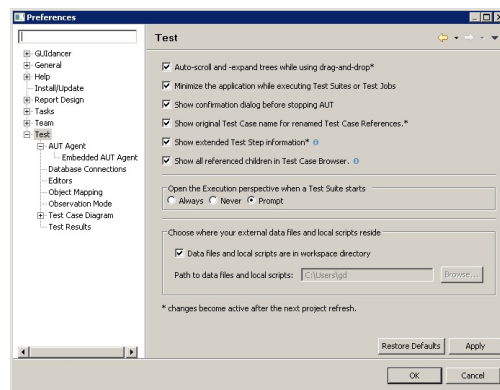 Preferences
Test
GUIdancer
General
Help
Install/Update
Report Design
Tasks
Team
Test
AUT Agent
Embedded AUT Agent
Database Connections
Editors
Object Mapping
Observation Mode
Test Case Diagram
Test Results
Auto-scroll and -expand trees while using drag-and-drop*
Minimize the application while executing Test Suites or Test Jobs
Show confirmation dialog before stopping AUT
Show original Test Case name for renamed Test Case References.*
Show extended Test Step information*
Show all referenced children in Test Case Browser.
Open the Execution perspective when a Test Suite starts
Always Never Prompt
Choose where your external data files and local scripts reside
Data files and local scripts are in workspace directory
Path to data files and local scripts: C:\Users\gd Browse...
* changes become active after the next project refresh.
Restore Defaults Apply
OK Cancel